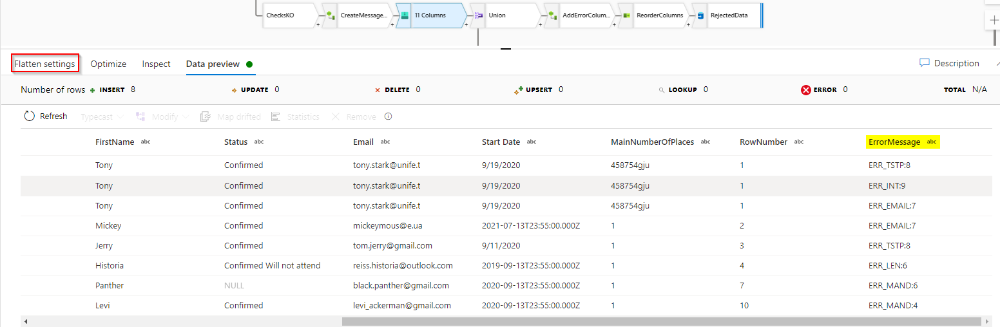 ChecksKO CreateMessage... 11 Columns Union AddErrorColum... ReorderColumns RejectedData
+ + + + + + +
Flatten settings Optimize Inspect Data preview Description
Number of rows + INSERT 8 UPDATE 0 DELETE 0 UPSERT 0 LOOKUP 0 ERROR 0 TOTAL N/A
Refresh Typecast Modify Map drifted Statistics Remove
FirstName abc Status abc Email abc Start Date abc MainNumberOfPlaces abc RowNumber abc ErrorMessage abc
Tony Confirmed tony.stark@unife.t 9/19/2020 458754gju 1 ERR_TSTP:8
Tony Confirmed tony.stark@unife.t 9/19/2020 458754gju 1 ERR_INT:9
Tony Confirmed tony.stark@unife.t 9/19/2020 458754gju 1 ERR_EMAIL:7
Mickey Confirmed mickeymous@e.ua 2021-07-13T23:55:00.000Z 1 2 ERR_EMAIL:7
Jerry Confirmed tom.jerry@gmail.com 9/11/2020 1 3 ERR_TSTP:8
Historia Confirmed Will not attend reiss.historia@outlook.com 2019-09-13T23:55:00.000Z 1 4 ERR_LEN:6
Panther NULL black.panther@gmail.com 2020-09-13T23:55:00.000Z 1 7 ERR_MAND:6
Levi Confirmed levi_ackerman@gmail.com 2020-09-13T23:55:00.000Z 1 10 ERR_MAND:4